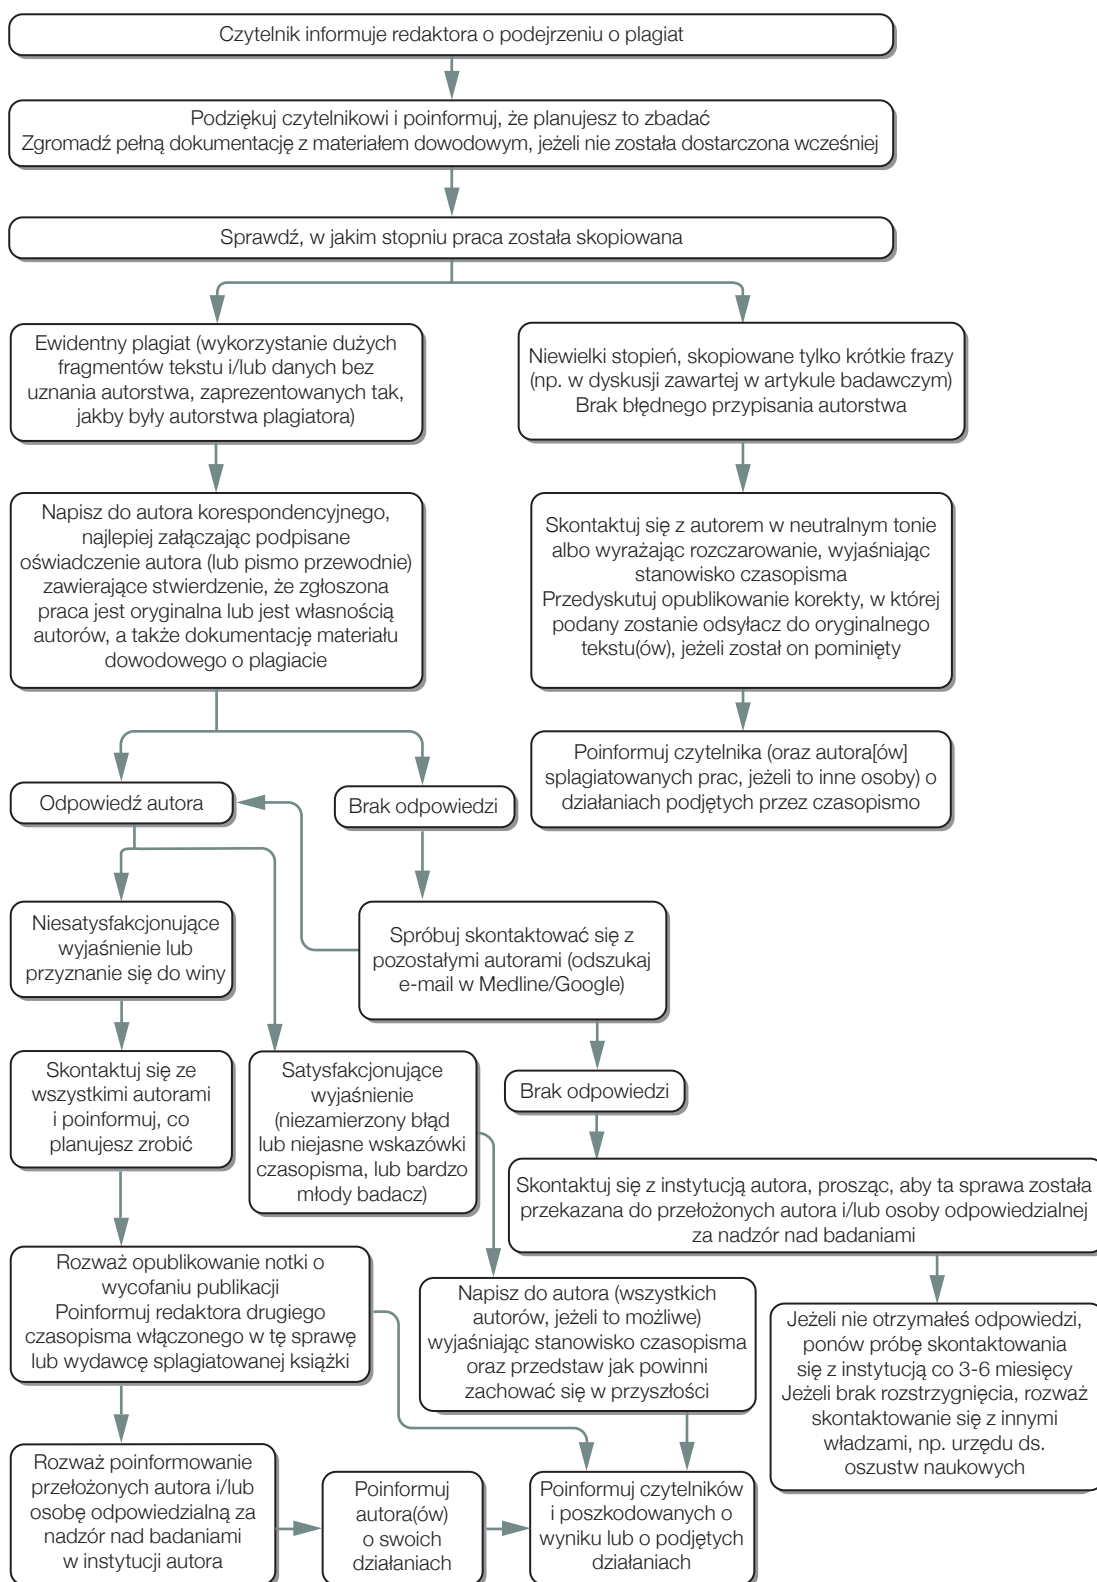 Czytelnik informuje redaktora o podejrzeniu o plagiat
Podziękuj czytelnikowi i poinformuj, że planujesz to zbadać
Zgromadź pełną dokumentację z materiałem dowodowym, jeżeli nie została dostarczona wcześniej
Sprawdź, w jakim stopniu praca została skopiowana
Ewidentny plagiat (wykorzystanie dużych
fragmentów tekstu i/lub danych bez
uznania autorstwa, zaprezentowanych tak,
jakby były autorstwa plagiatora)
Niewielki stopień, skopiowane tylko krótkie frazy
(np. w dyskusji zawartej w artykule badawczym)
Brak błędnego przypisania autorstwa
Napisz do autora korespondencyjnego,
najlepiej załączając podpisane
oświadczenie autora (lub pismo przewodnie)
zawierające stwierdzenie, że zgłoszona
praca jest oryginalna lub jest własnością
autorów, a także dokumentację materiału
dowodowego o plagiacie
Skontaktuj się z autorem w neutralnym tonie
albo wyrażając rozczarowanie, wyjaśniając
stanowisko czasopisma
Przedyskutuj opublikowanie korekty, w której
podany zostanie odsyłacz do oryginalnego
tekstu(ów), jeżeli został on pominięty
Poinformuj czytelnika (oraz autora[ów]
splagiatowanych prac, jeżeli to inne osoby) o
działaniach podjętych przez czasopismo
Odpowiedź autora
Brak odpowiedzi
Niesatysfakcjonujące
wyjaśnienie lub
przyznanie się do winy
Spróbuj skontaktować się z
pozostałymi autorami (odszukaj
e-mail w Medline/Google)
Skontaktuj się ze
wszystkimi autorami
i poinformuj, co
planujesz zrobić
Satysfakcjonujące
wyjaśnienie
(niezamierzony błąd
lub niejasne wskazówki
czasopisma, lub bardzo
młody badacz)
Brak odpowiedzi
Skontaktuj się z instytucją autora, prosząc, aby ta sprawa została
przekazana do przełożonych autora i/lub osoby odpowiedzialnej
za nadzór nad badaniami
Rozważ opublikowanie notki o
wycofaniu publikacji
Poinformuj redaktora drugiego
czasopisma włączonego w tę sprawę
lub wydawcę splagiatowanej książki
Napisz do autora (wszystkich
autorów, jeżeli to możliwe)
wyjaśniając stanowisko czasopisma
oraz przedstaw jak powinni
zachować się w przyszłości
Jeżeli nie otrzymałeś odpowiedzi,
ponów próbę skontaktowania
się z instytucją co 3-6 miesięcy
Jeżeli brak rozstrzygnięcia, rozważ
skontaktowanie się z innymi
władzami, np. urzędu ds.
oszustw naukowych
Rozważ poinformowanie
przełożonych autora i/lub
osobę odpowiedzialną za
nadzór nad badaniami
w instytucji autora
Poinformuj
autora(ów)
o swoich
działaniach
Poinformuj czytelników
i poszkodowanych o
wyniku lub o podjętych
działaniach